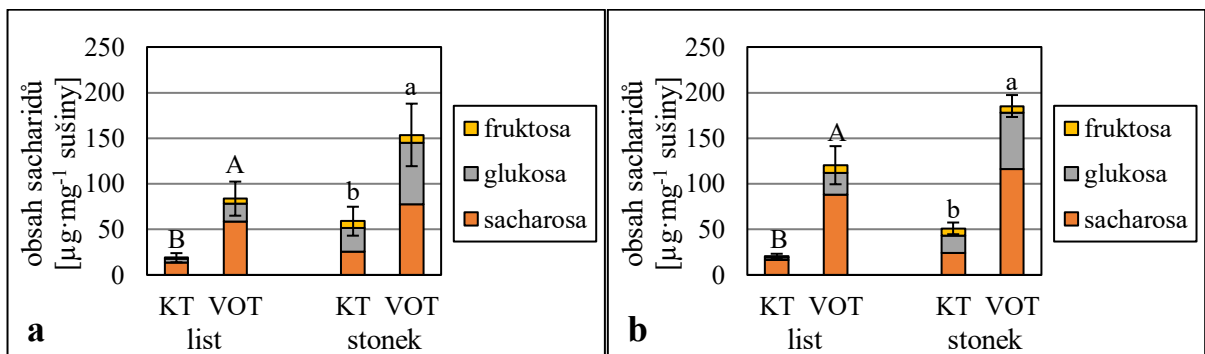 obsah sacharidů
[µg·mg⁻¹ sušiny]
250
200
150
100
50
0
B
A
b
a
KT VOT KT VOT
list stonek
fruktosa
glukosa
sacharosa
a
obsah sacharidů
[µg·mg⁻¹ sušiny]
250
200
150
100
50
0
B
A
b
a
KT VOT KT VOT
list stonek
fruktosa
glukosa
sacharosa
b